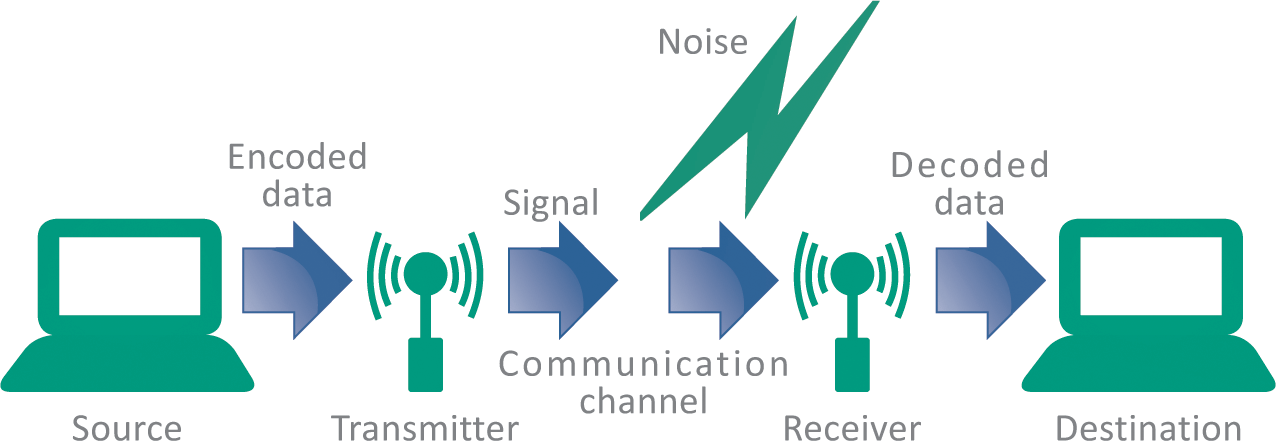 Noise
Encoded
data
Signal
Decoded
data
Communication
channel
Source
Transmitter
Receiver
Destination